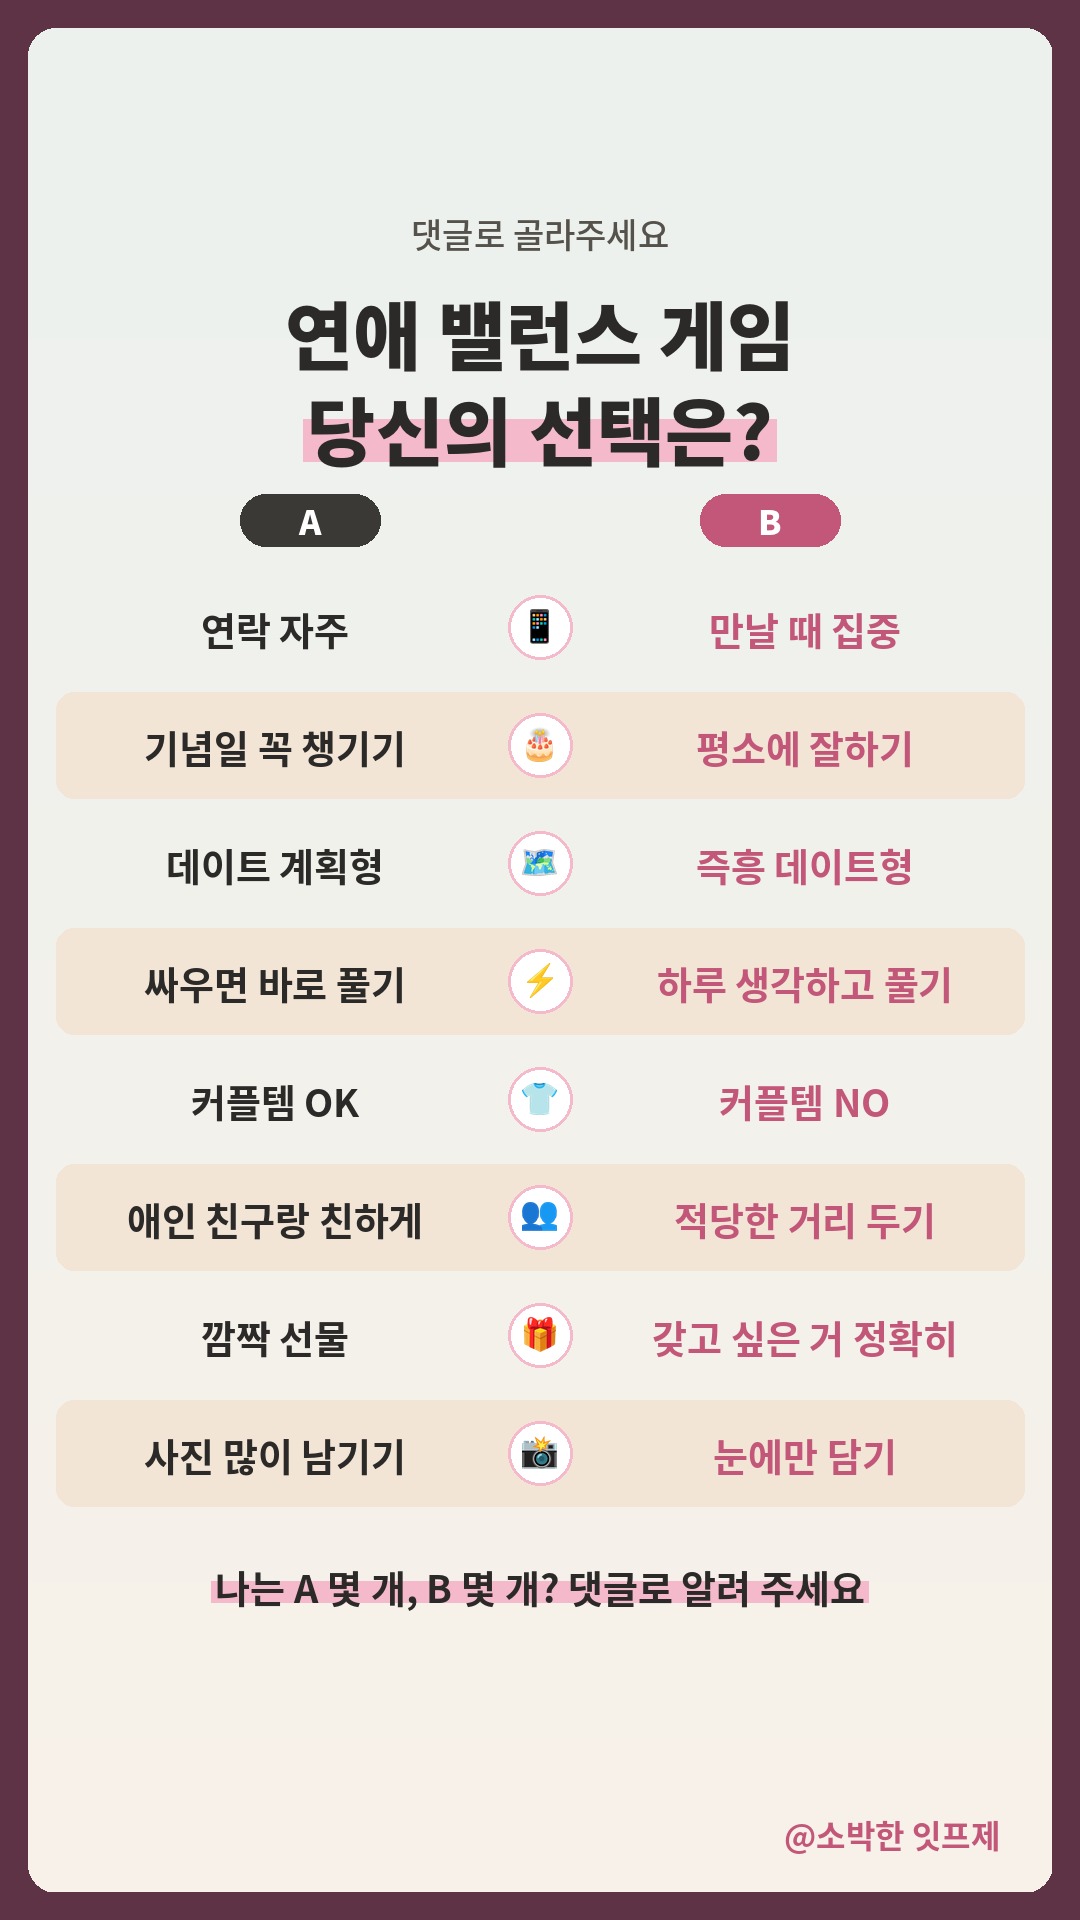 댓글로 골라주세요
연애 밸런스 게임
당신의 선택은?
A B
연락 자주 만날 때 집중
기념일 꼭 챙기기 평소에 잘하기
데이트 계획형 즉흥 데이트형
싸우면 바로 풀기 하루 생각하고 풀기
커플템 OK 커플템 NO
애인 친구랑 친하게 적당한 거리 두기
깜짝 선물 갖고 싶은 거 정확히
사진 많이 남기기 눈에만 담기
나는 A 몇 개, B 몇 개? 댓글로 알려 주세요
@소박한 잇프제